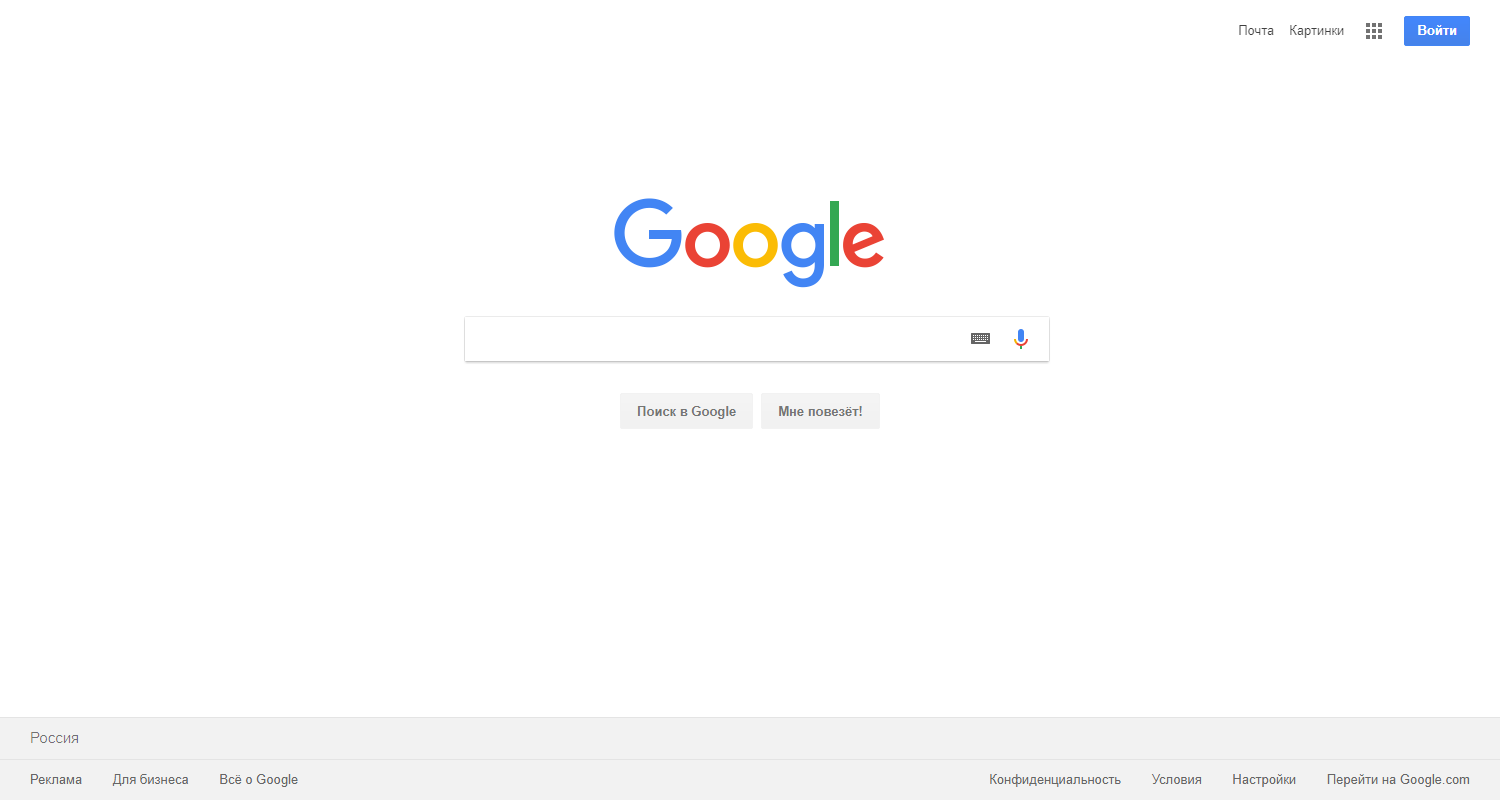 Почта Картинки Войти
Google
Поиск в Google Мне повезёт!
Россия
Реклама Для бизнеса Всё о Google Конфиденциальность Условия Настройки Перейти на Google.com